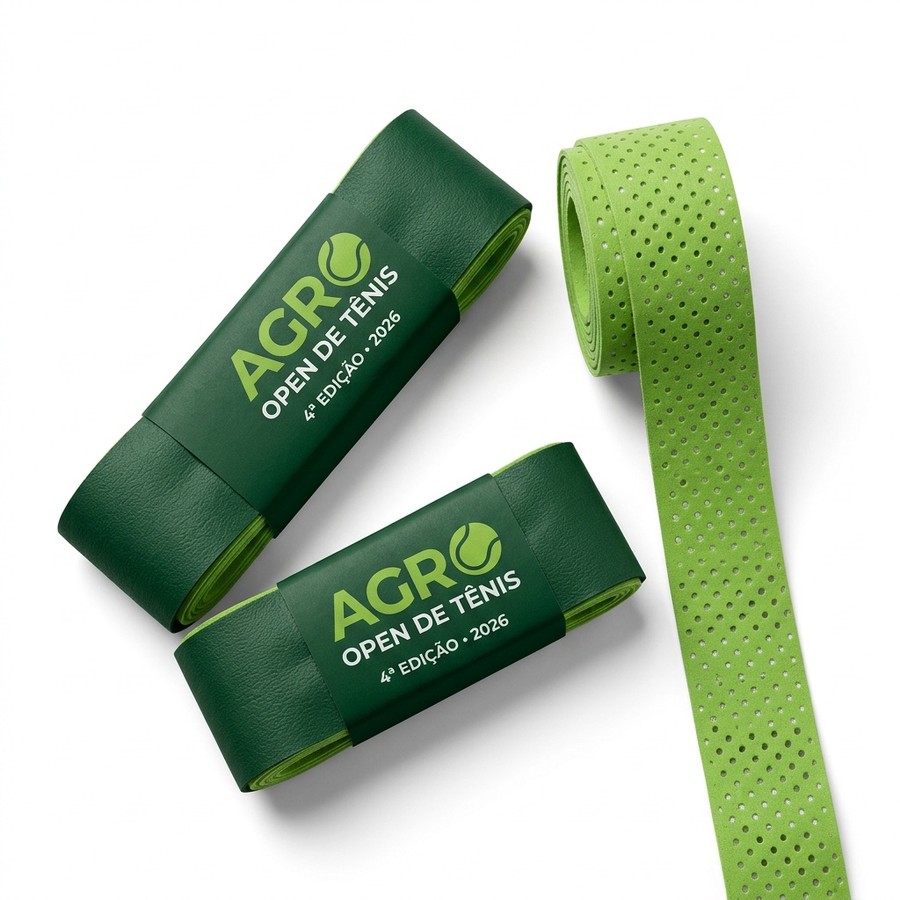 AGRO
OPEN DE TÊNIS
4ª EDIÇÃO • 2026
AGRO
OPEN DE TÊNIS
4ª EDIÇÃO • 2026